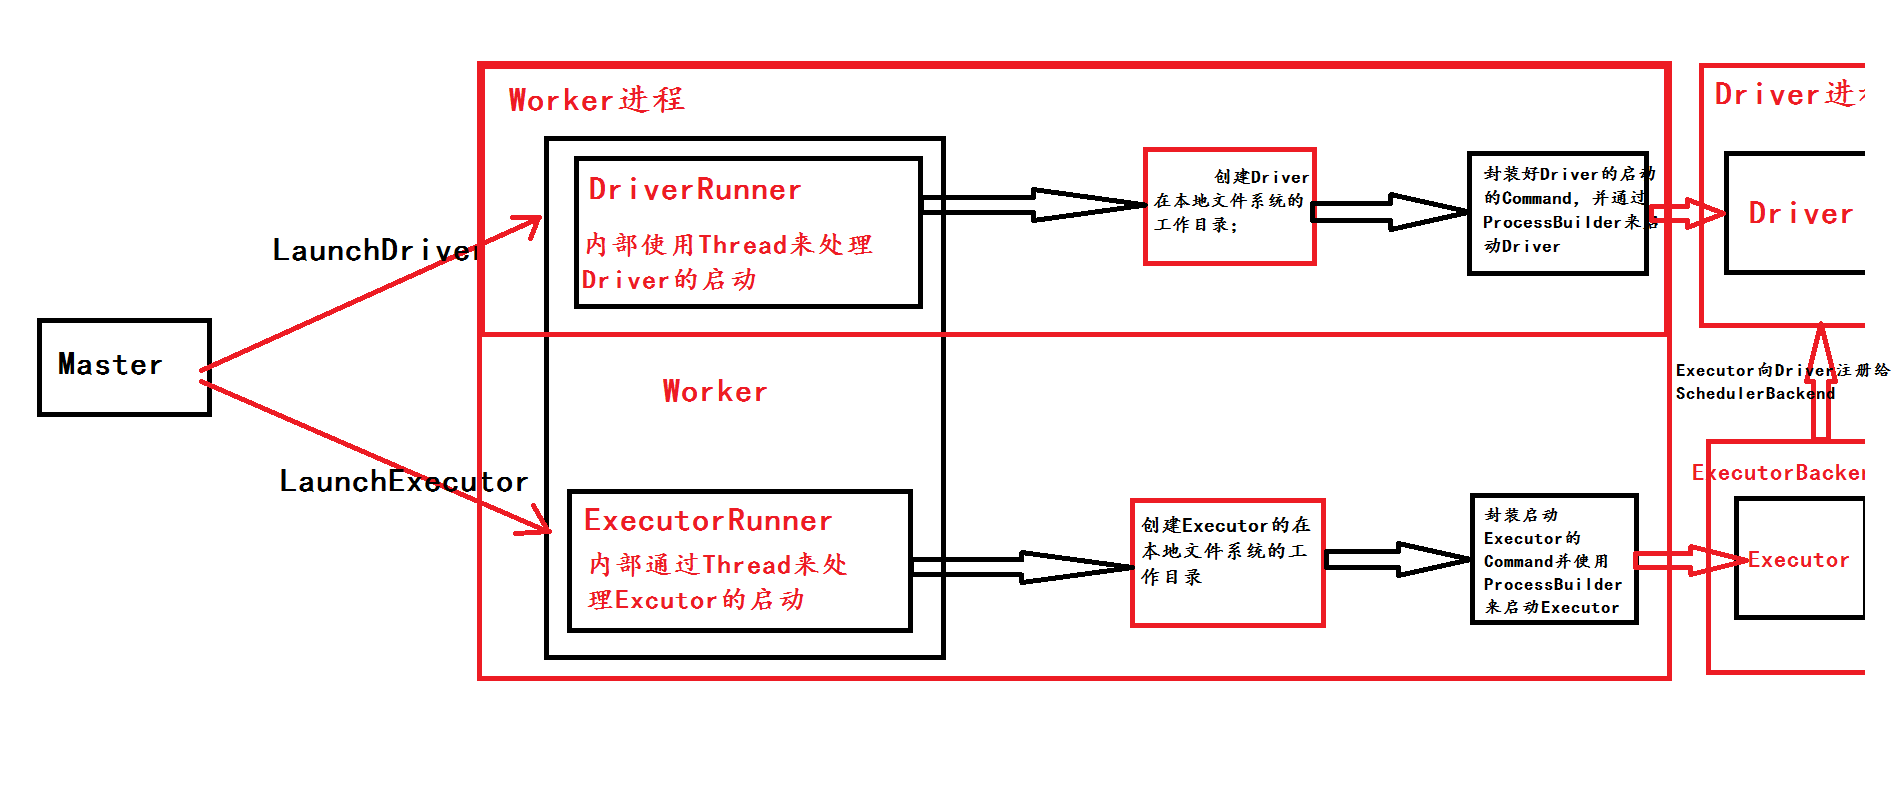 Worker进程
DriverRunner
内部使用Thread来处理
Driver的启动
创建Driver
在本地文件系统的
工作目录；
封装好Driver的启动
的Command，并通过
ProcessBuilder来启
动Driver
Driver进
Driver
LaunchDriver
Master
Worker
Executor向Driver注册给
SchedulerBackend
LaunchExecutor
ExecutorRunner
内部通过Thread来处
理Excutor的启动
创建Executor的在
本地文件系统的工
作目录
封装启动
Executor的
Command并使用
ProcessBuilder
来启动Executor
ExecutorBacken
Executor